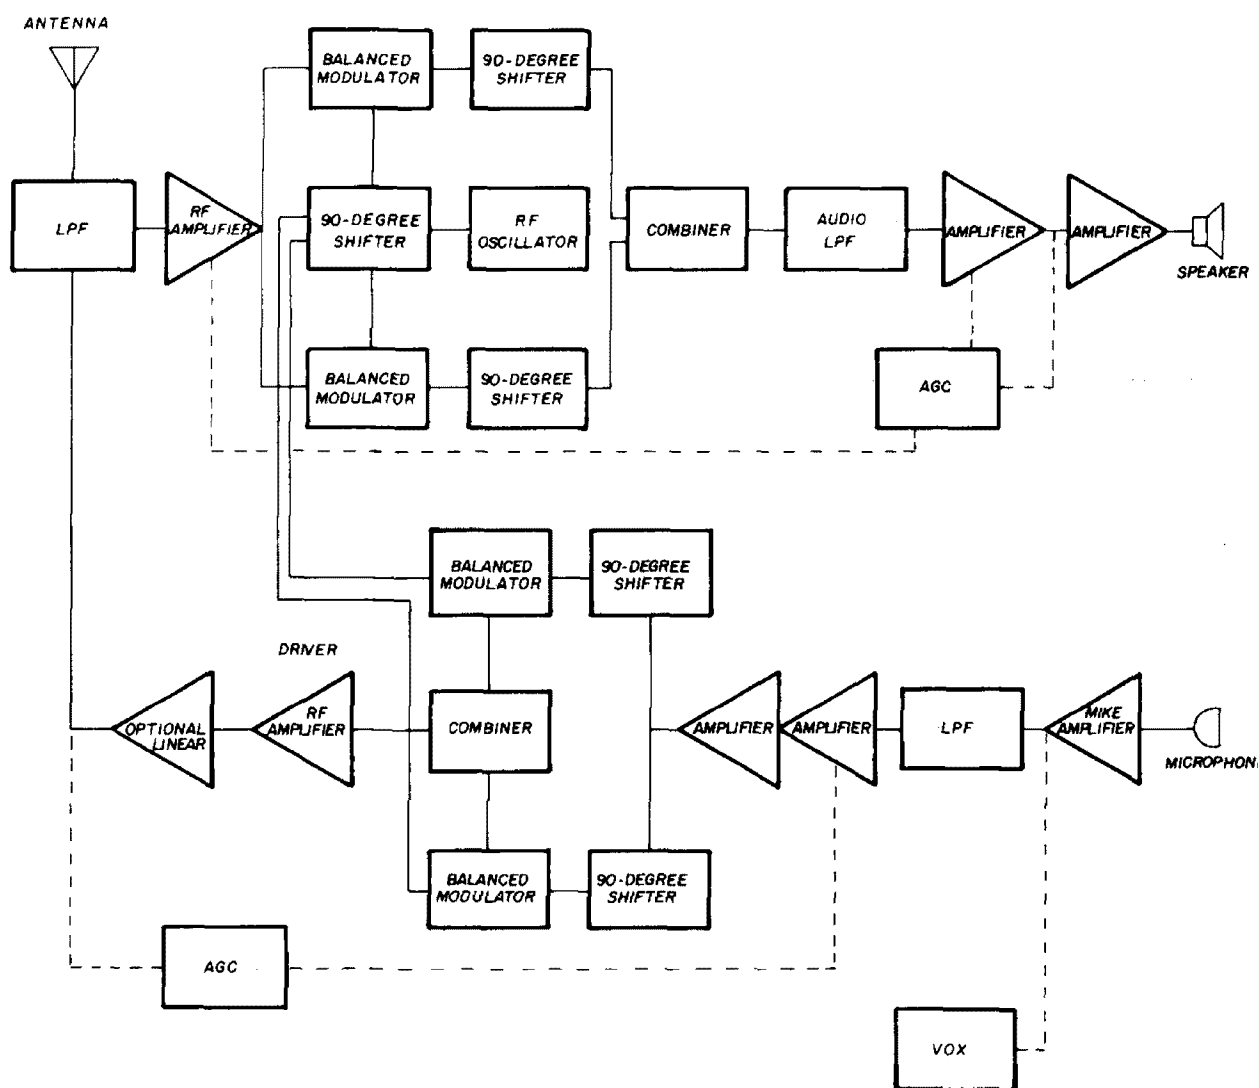 ANTENNA
BALANCED
MODULATOR
90-DEGREE
SHIFTER
LPF
RF
AMPLIFIER
90-DEGREE
SHIFTER
RF
OSCILLATOR
COMBINER
AUDIO
LPF
AMPLIFIER
AMPLIFIER
SPEAKER
BALANCED
MODULATOR
90-DEGREE
SHIFTER
AGC
BALANCED
MODULATOR
90-DEGREE
SHIFTER
DRIVER
OPTIONAL
LINEAR
RF
AMPLIFIER
COMBINER
AMPLIFIER
AMPLIFIER
LPF
MIKE
AMPLIFIER
MICROPHON
BALANCED
MODULATOR
90-DEGREE
SHIFTER
AGC
VOX